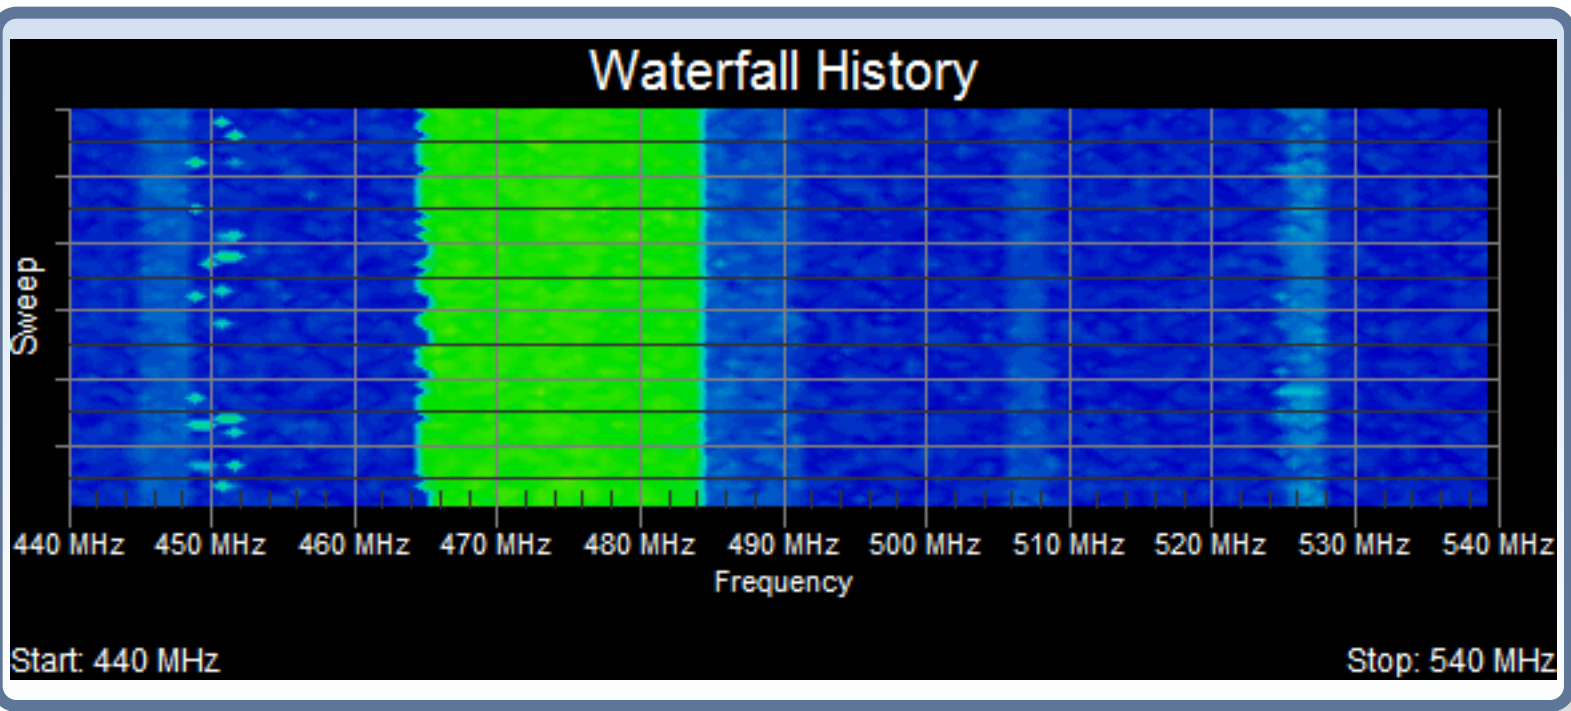 Waterfall History
Sweep
440 MHz 450 MHz 460 MHz 470 MHz 480 MHz 490 MHz 500 MHz 510 MHz 520 MHz 530 MHz 540 MHz
Frequency
Start: 440 MHz
Stop: 540 MHz